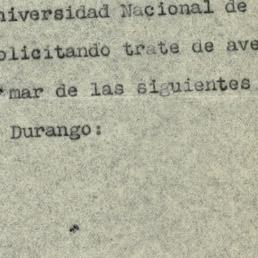 niversidad Nacional de
olicitando trate de ave
mar de las siguientes
Durango: